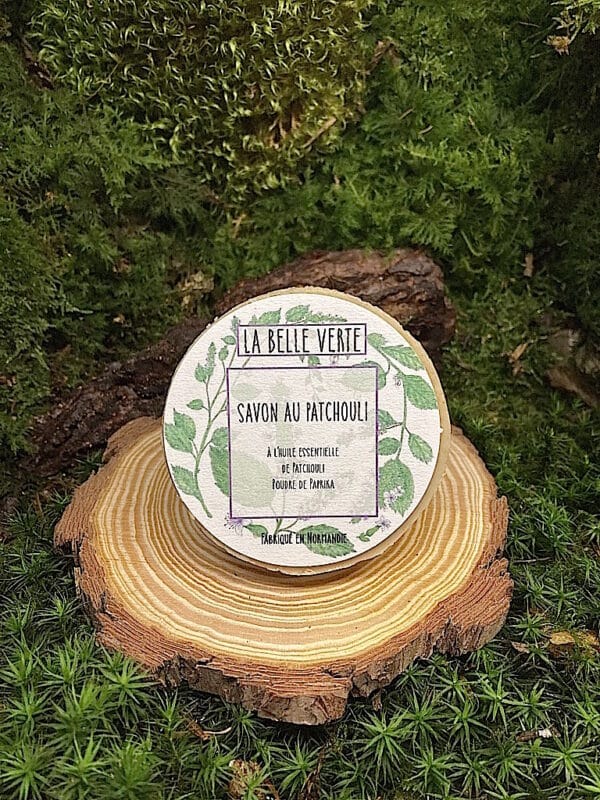 LA BELLE VERTE
SAVON AU PATCHOULI
À L'HUILE ESSENTIELLE
DE PATCHOULI
POUDRE DE PAPRIKA
FABRIQUÉ EN NORMANDIE